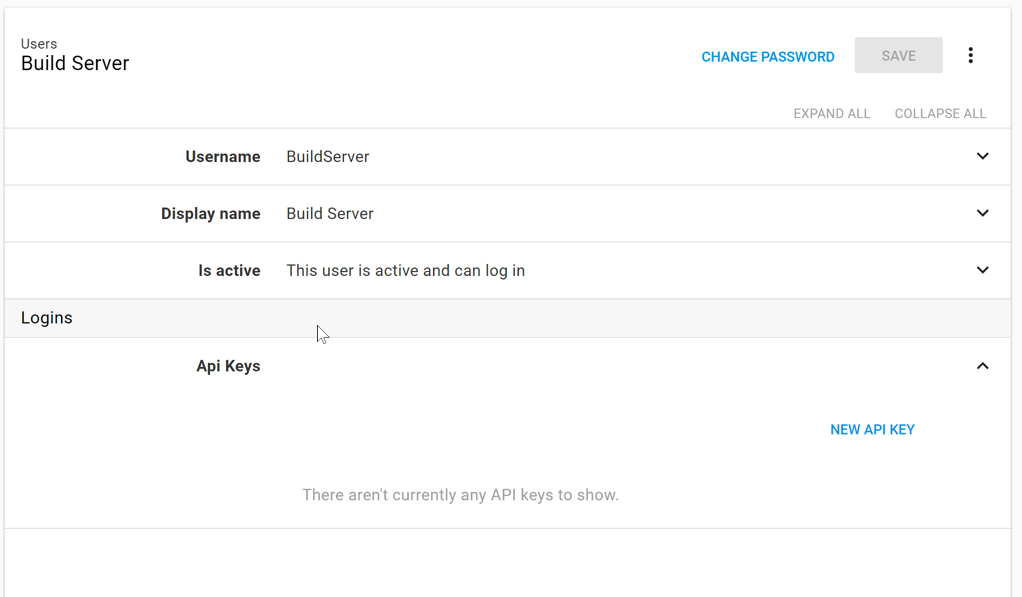 Users
Build Server
CHANGE PASSWORD
SAVE
EXPAND ALL
COLLAPSE ALL
Username BuildServer
Display name Build Server
Is active This user is active and can log in
Logins
Api Keys
NEW API KEY
There aren't currently any API keys to show.